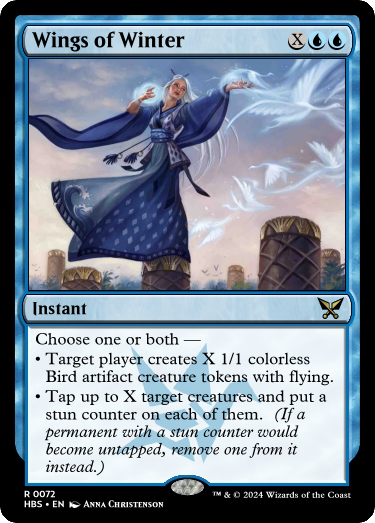 Wings of Winter X
Instant
Choose one or both —
• Target player creates X 1/1 colorless
Bird artifact creature tokens with flying.
• Tap up to X target creatures and put a
stun counter on each of them. (If a
permanent with a stun counter would
become untapped, remove one from it
instead.)
R 0072
HBS • EN Anna Christenson
™ & © 2024 Wizards of the Coast